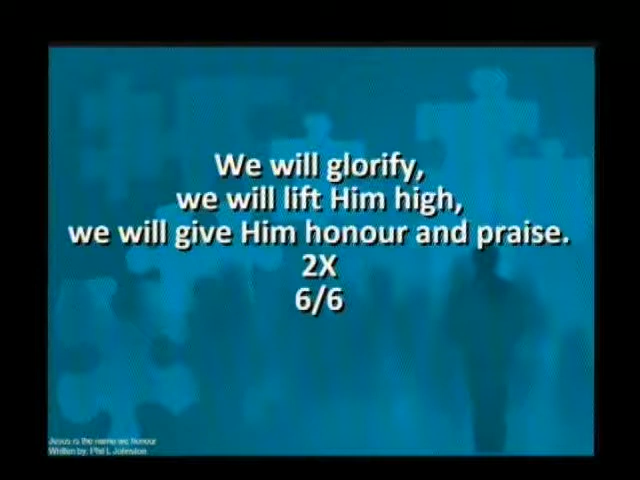 We will glorify,
we will lift Him high,
we will give Him honour and praise.
2X
6/6
Jesus is the name we honour
Written by: Phil L Johnston